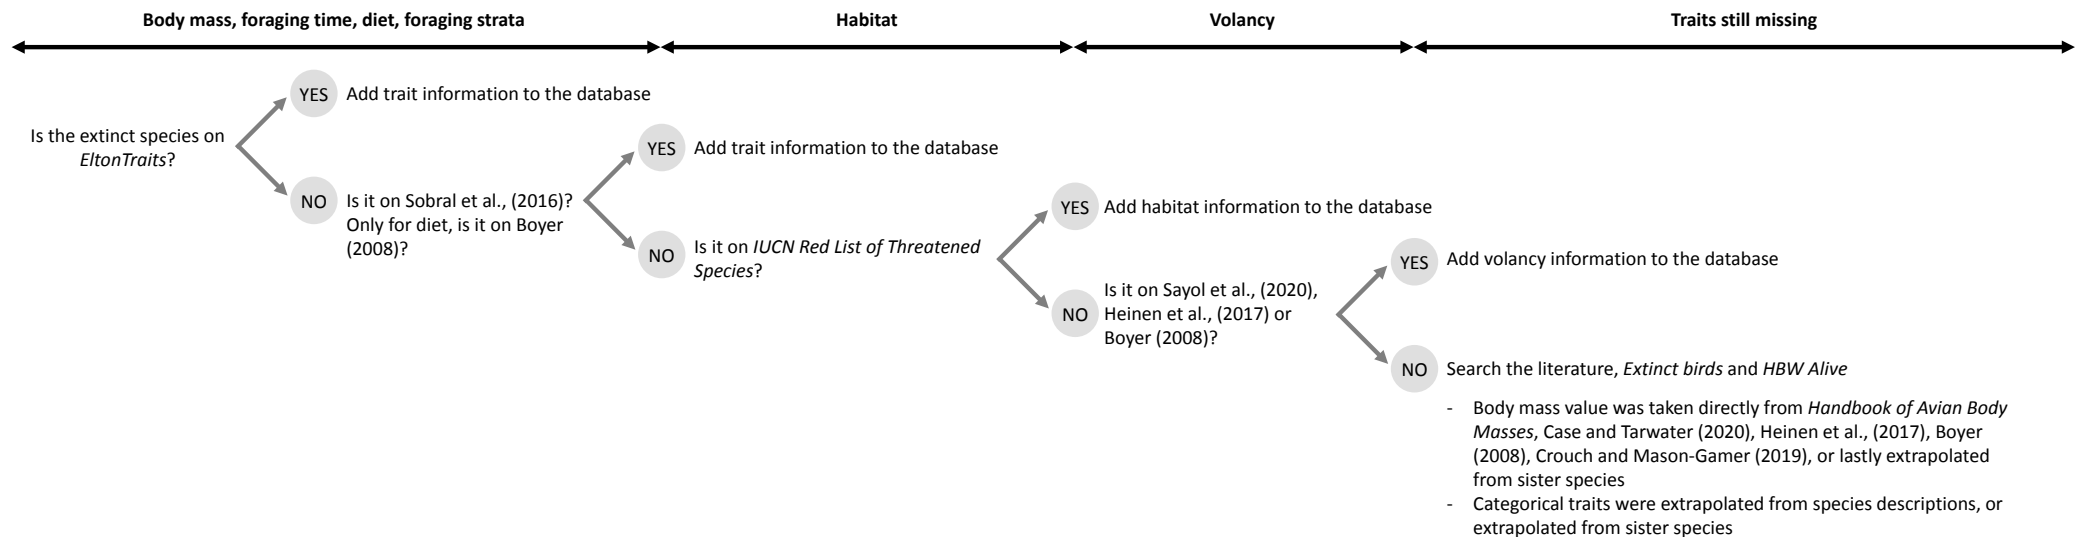 Body mass, foraging time, diet, foraging strata
Habitat
Volancy
Traits still missing
Is the extinct species on
EltonTraits?
YES
Add trait information to the database
NO
Is it on Sobral et al., (2016)?
Only for diet, is it on Boyer
(2008)?
YES
Add trait information to the database
NO
Is it on IUCN Red List of Threatened
Species?
YES
Add habitat information to the database
NO
Is it on Sayol et al., (2020),
Heinen et al., (2017) or
Boyer (2008)?
YES
Add volancy information to the database
NO
Search the literature, Extinct birds and HBW Alive
- Body mass value was taken directly from Handbook of Avian Body
Masses, Case and Tarwater (2020), Heinen et al., (2017), Boyer
(2008), Crouch and Mason-Gamer (2019), or lastly extrapolated
from sister species
- Categorical traits were extrapolated from species descriptions, or
extrapolated from sister species